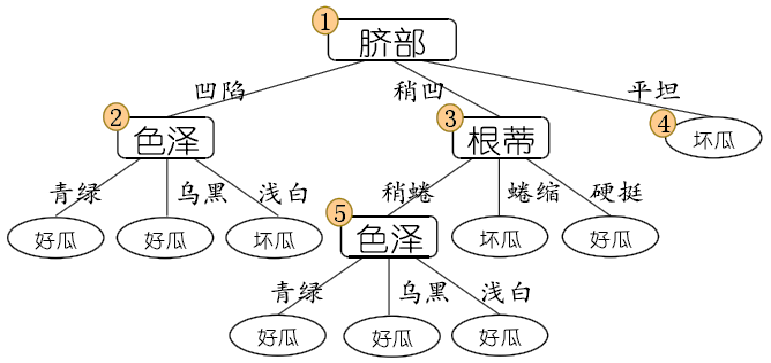 1
脐部
凹陷 稍凹 平坦
2 3 4
色泽 根蒂 坏瓜
青绿 乌黑 浅白 稍蜷 蜷缩 硬挺
5
好瓜 好瓜 坏瓜 色泽 坏瓜 好瓜
青绿 乌黑 浅白
好瓜 好瓜 好瓜